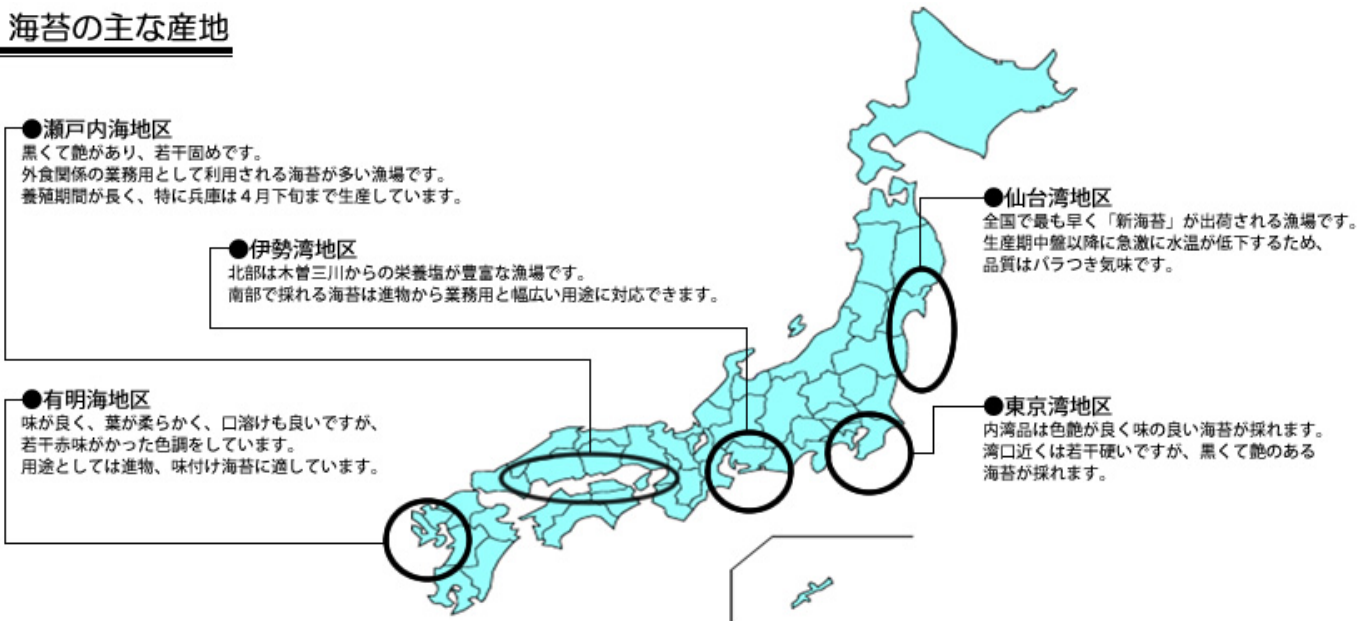 海苔の主な産地
●瀬戸内海地区
黒くて艶があり、若干固めです。
外食関係の業務用として利用される海苔が多い漁場です。
養殖期間が長く、特に兵庫は４月下旬まで生産しています。
●伊勢湾地区
北部は木曽三川からの栄養塩が豊富な漁場です。
南部で採れる海苔は進物から業務用と幅広い用途に対応できます。
●有明海地区
味が良く、葉が柔らかく、口溶けも良いですが、
若干赤味がかった色調をしています。
用途としては進物、味付け海苔に適しています。
●仙台湾地区
全国で最も早く「新海苔」が出荷される漁場です。
生産期中盤以降に急激に水温が低下するため、
品質はバラつき気味です。
●東京湾地区
内湾品は色艶が良く味の良い海苔が採れます。
湾口近くは若干硬いですが、黒くて艶のある
海苔が採れます。